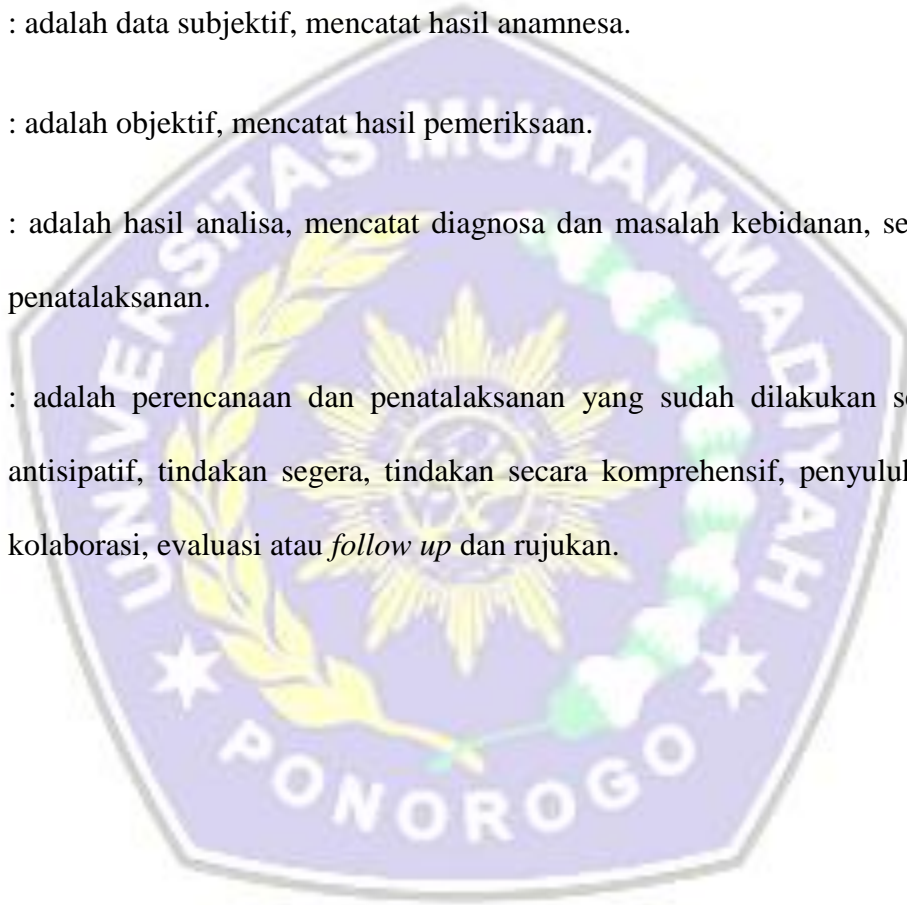 : adalah data subjektif, mencatat hasil anamnesa.
: adalah objektif, mencatat hasil pemeriksaan.
: adalah hasil analisa, mencatat diagnosa dan masalah kebidanan, se
penatalaksanan.
: adalah perencanaan dan penatalaksanan yang sudah dilakukan s
antisipatif, tindakan segera, tindakan secara komprehensif, penyulu
kolaborasi, evaluasi atau follow up dan rujukan.
UNIVERSITAS MUHAMMADIYAH
PONOROGO